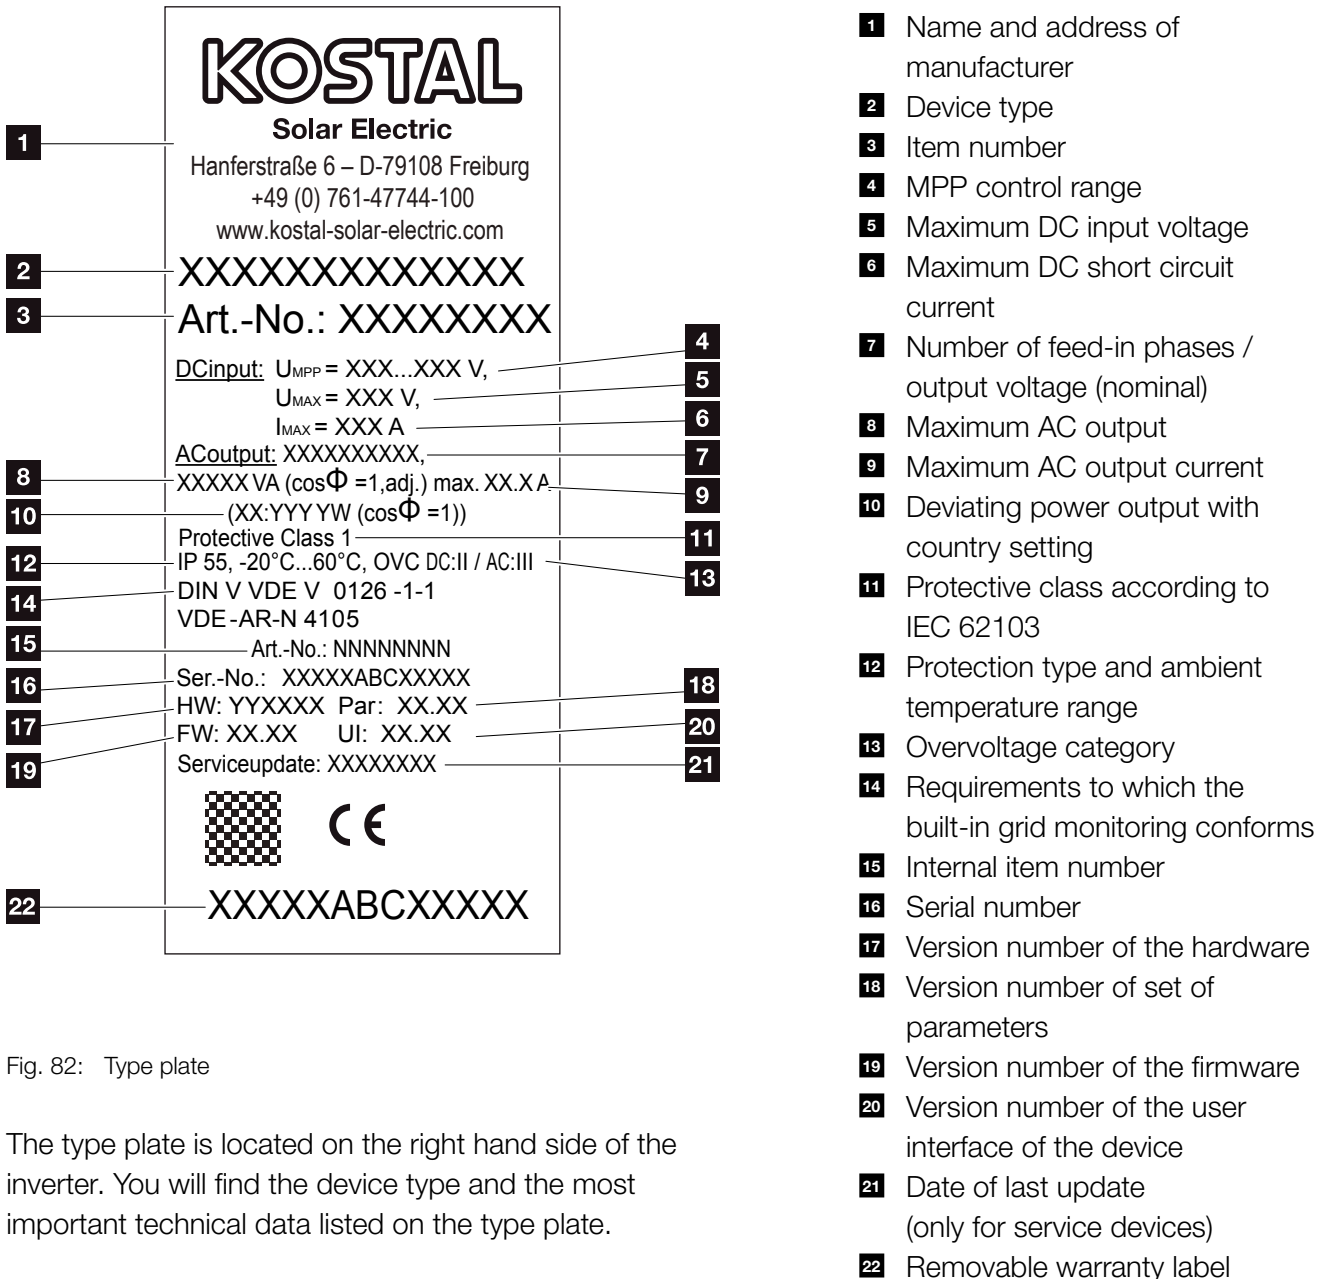 KOSTAL
Solar Electric
Hanferstraße 6 – D-79108 Freiburg
+49 (0) 761-47744-100
www.kostal-solar-electric.com
XXXXXXXXXXXXX
Art.-No.: XXXXXXXX
DCinput: UMPP = XXX...XXX V,
UMAX = XXX V,
IMAX = XXX A
ACoutput: XXXXXXXXXX,
XXXXX VA (cosΦ =1,adj.) max. XX.X A
(XX:YYY YW (cosΦ =1))
Protective Class 1
IP 55, -20°C...60°C, OVC DC:II / AC:III
DIN V VDE V 0126 -1-1
VDE-AR-N 4105
Art.-No.: NNNNNNNN
Ser.-No.: XXXXXABCXXXXX
HW: YYXXXX Par: XX.XX
FW: XX.XX UI: XX.XX
Serviceupdate: XXXXXXXX
CE
XXXXXABCXXXXX
1
2
3
8
10
12
14
15
16
17
19
22
4
5
6
7
9
11
13
18
20
21
Fig. 82: Type plate
The type plate is located on the right hand side of the
inverter. You will find the device type and the most
important technical data listed on the type plate.
1 Name and address of
manufacturer
2 Device type
3 Item number
4 MPP control range
5 Maximum DC input voltage
6 Maximum DC short circuit
current
7 Number of feed-in phases /
output voltage (nominal)
8 Maximum AC output
9 Maximum AC output current
10 Deviating power output with
country setting
11 Protective class according to
IEC 62103
12 Protection type and ambient
temperature range
13 Overvoltage category
14 Requirements to which the
built-in grid monitoring conforms
15 Internal item number
16 Serial number
17 Version number of the hardware
18 Version number of set of
parameters
19 Version number of the firmware
20 Version number of the user
interface of the device
21 Date of last update
(only for service devices)
22 Removable warranty label